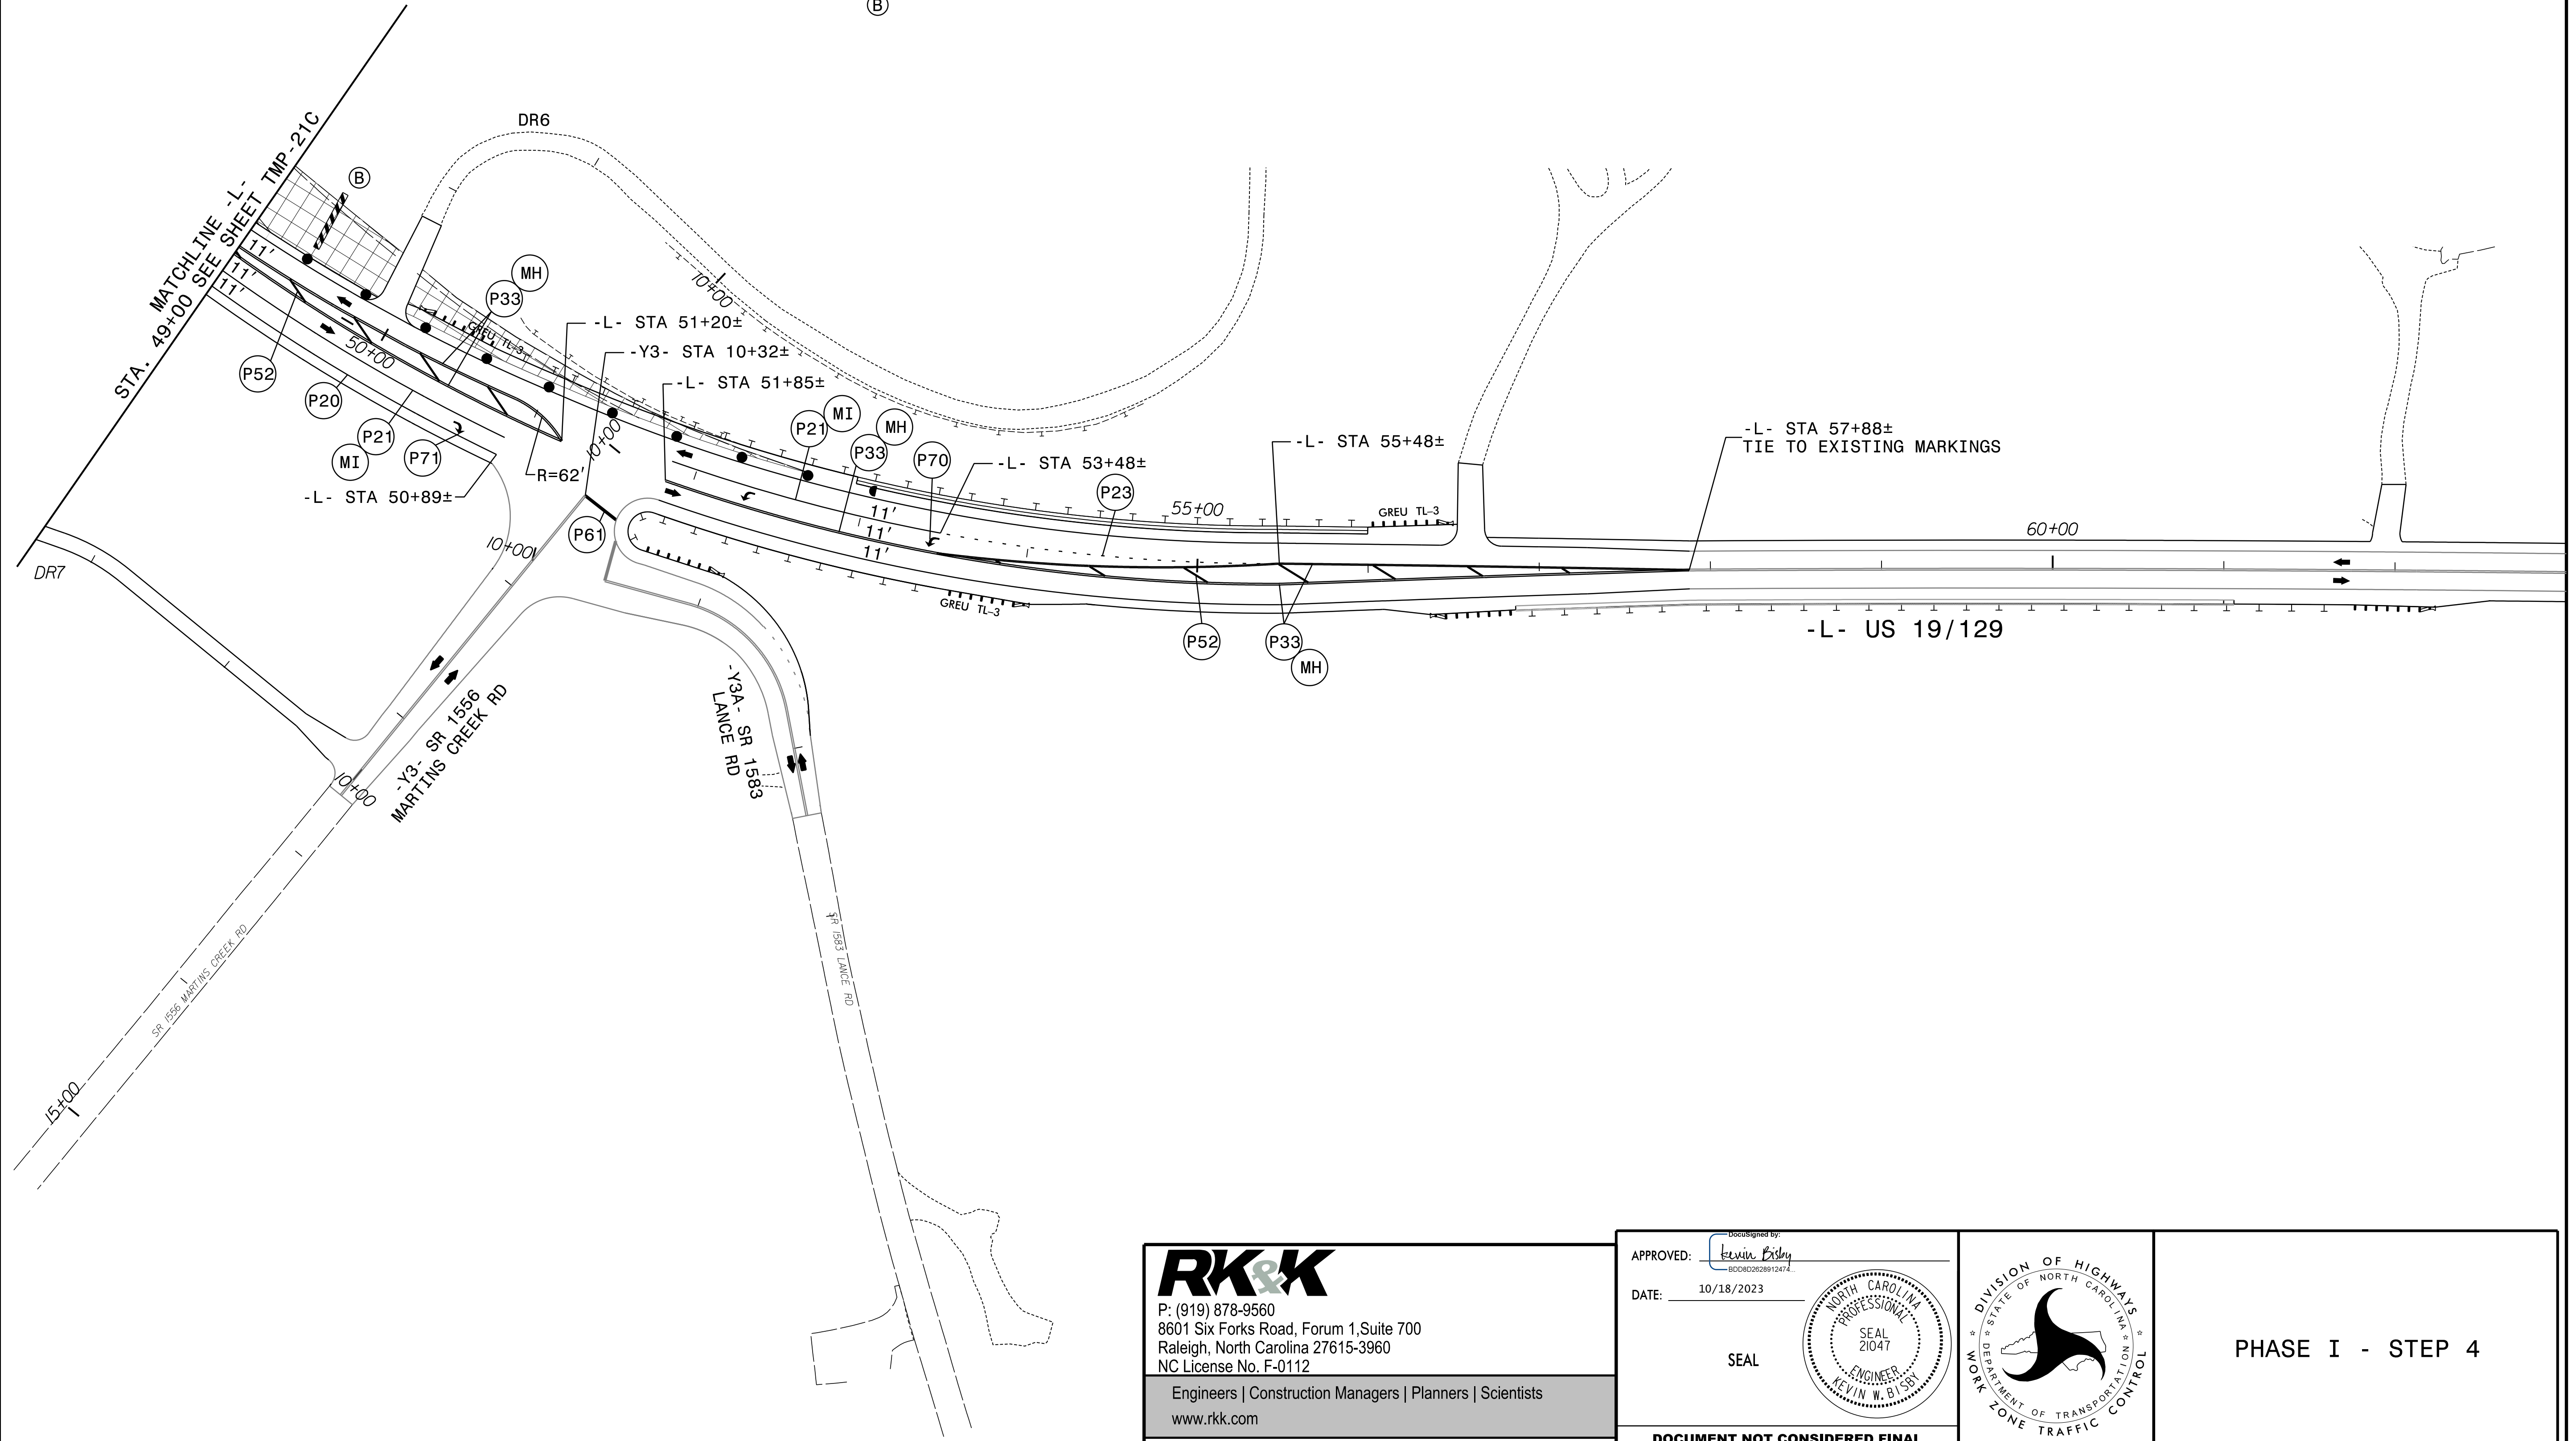 B
DR6
MATCHLINE -L-
STA. 49+00 SEE SHEET TMP-21C
B
11'
11'
11'
MH
P33
GREU TL-3
10+00
-L- STA 51+20±
-Y3- STA 10+32±
-L- STA 51+85±
50+00
P52
P20
P21
MI
P71
-L- STA 50+89±
R=62'
10+00
P21
MI
P33
MH
P70
-L- STA 53+48±
P23
-L- STA 55+48±
-L- STA 57+88±
TIE TO EXISTING MARKINGS
11'
11'
11'
55+00
GREU TL-3
60+00
P61
10+00
DR7
GREU TL-3
P52
P33
MH
-L- US 19/129
-Y3- SR 1556
MARTINS CREEK RD
10+00
-Y3A- SR 1583
LANCE RD
SR 1556 MARTINS CREEK RD
SR 1583 LANCE RD
15+00
RK&K
P: (919) 878-9560
8601 Six Forks Road, Forum 1,Suite 700
Raleigh, North Carolina 27615-3960
NC License No. F-0112
Engineers | Construction Managers | Planners | Scientists
www.rkk.com
DocuSigned by:
APPROVED: Kevin Bisby
BDD8D2628912474...
DATE: 10/18/2023
SEAL
NORTH CAROLINA
PROFESSIONAL
SEAL
21047
ENGINEER
KEVIN W. BISBY
DOCUMENT NOT CONSIDERED FINAL
DIVISION OF HIGHWAYS
STATE OF NORTH CAROLINA
DEPARTMENT OF TRANSPORTATION
WORK ZONE TRAFFIC CONTROL
PHASE I - STEP 4